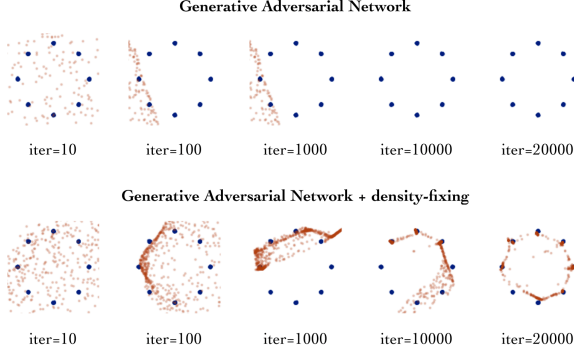 Generative Adversarial Network
iter=10 iter=100 iter=1000 iter=10000 iter=20000
Generative Adversarial Network + density-fixing
iter=10 iter=100 iter=1000 iter=10000 iter=20000